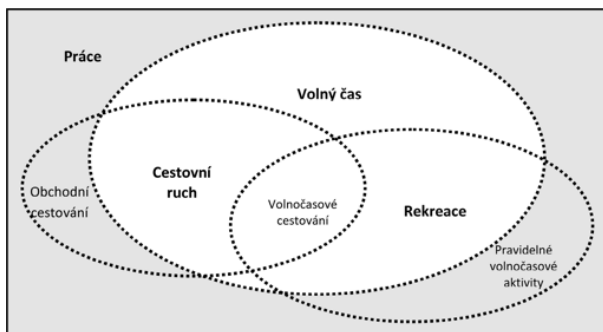 Práce
Volný čas
Cestovní
ruch
Obchodní
cestování
Volnočasové
cestování
Rekreace
Pravidelné
volnočasové
aktivity